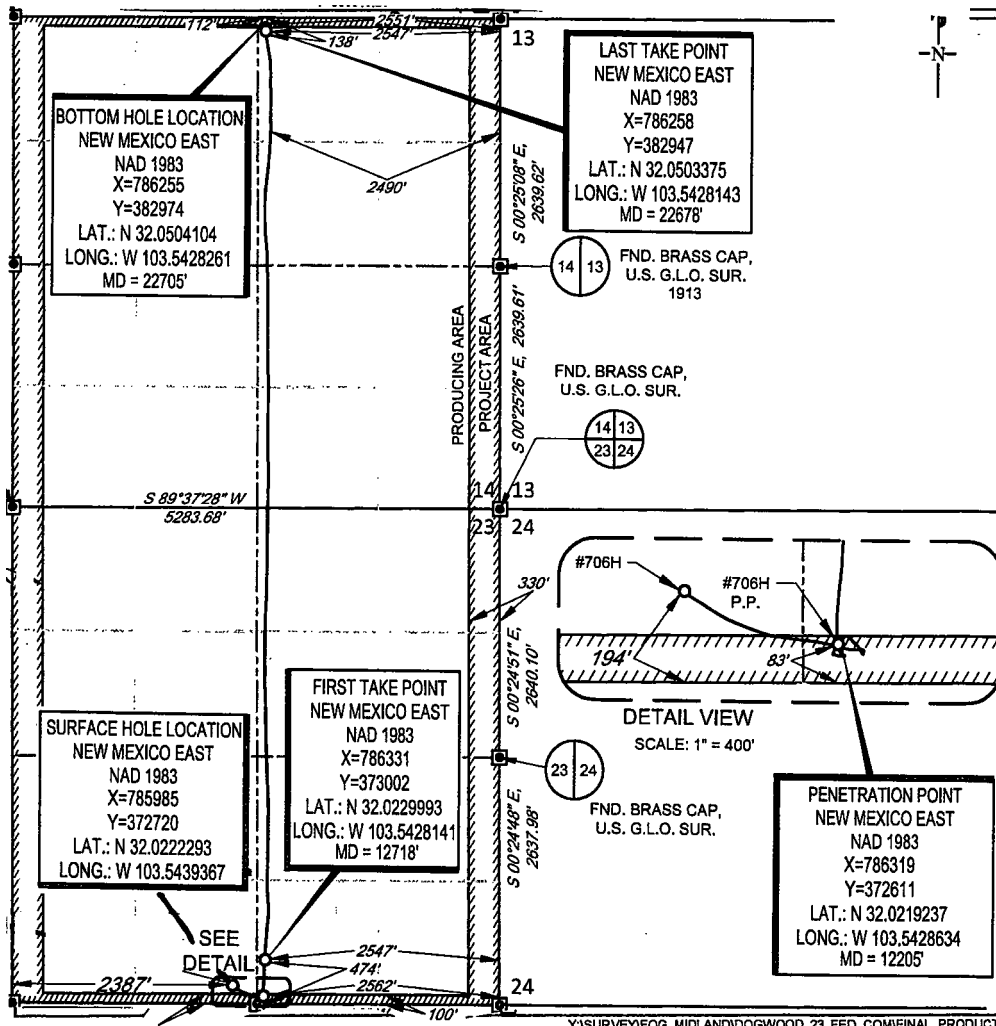 112'
2551'
2547'
138'
13
N
LAST TAKE POINT
NEW MEXICO EAST
NAD 1983
X=786258
Y=382947
LAT.: N 32.0503375
LONG.: W 103.5428143
MD = 22678'
BOTTOM HOLE LOCATION
NEW MEXICO EAST
NAD 1983
X=786255
Y=382974
LAT.: N 32.0504104
LONG.: W 103.5428261
MD = 22705'
2490'
S 00°25'08" E,
2639.62'
14 13
FND. BRASS CAP,
U.S. G.L.O. SUR.
1913
PRODUCING AREA
PROJECT AREA
S 00°25'26" E, 2639.61'
FND. BRASS CAP,
U.S. G.L.O. SUR.
14 13
23 24
S 89°37'28" W
5283.68'
14 13
23 24
330'
#706H
#706H
P.P.
194'
83'
DETAIL VIEW
SCALE: 1" = 400'
S 00°24'51" E,
2640.10'
FIRST TAKE POINT
NEW MEXICO EAST
NAD 1983
X=786331
Y=373002
LAT.: N 32.0229993
LONG.: W 103.5428141
MD = 12718'
SURFACE HOLE LOCATION
NEW MEXICO EAST
NAD 1983
X=785985
Y=372720
LAT.: N 32.0222293
LONG.: W 103.5439367
23 24
FND. BRASS CAP,
U.S. G.L.O. SUR.
S 00°24'48" E,
2637.98'
PENETRATION POINT
NEW MEXICO EAST
NAD 1983
X=786319
Y=372611
LAT.: N 32.0219237
LONG.: W 103.5428634
MD = 12205'
SEE
DETAIL
2547'
474'
2387'
2562'
24
100'
Y:\SURVEY\EOG_MIDLAND\DOGWOOD_23_FED_COM\FINAL_PRODUCT